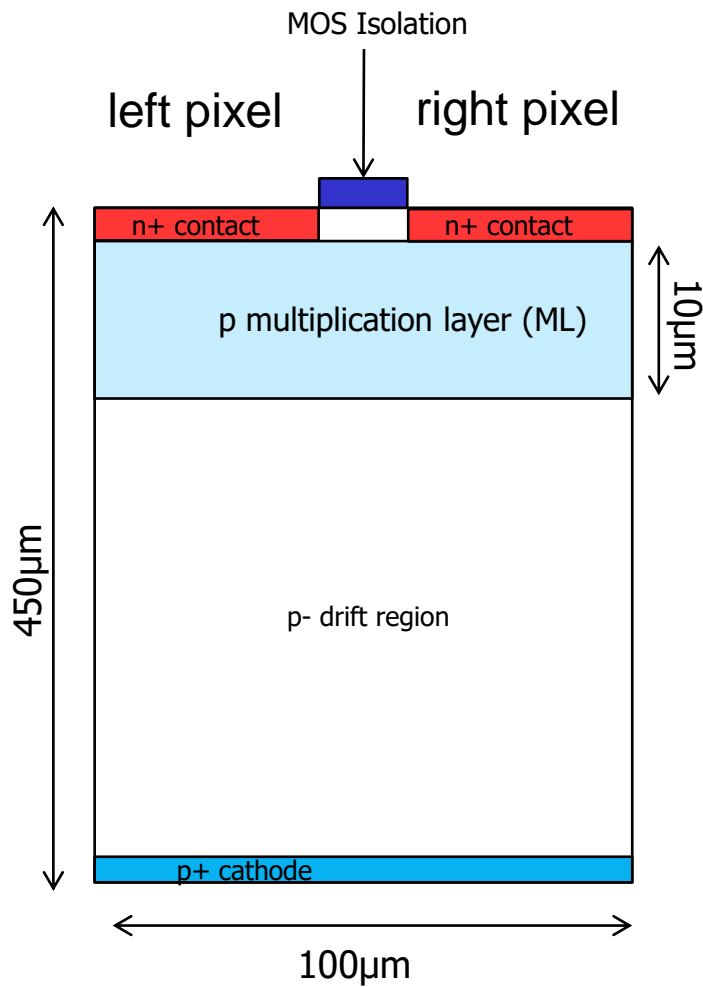 MOS Isolation
left pixel
right pixel
n+ contact
n+ contact
p multiplication layer (ML)
10µm
450µm
p- drift region
p+ cathode
100µm